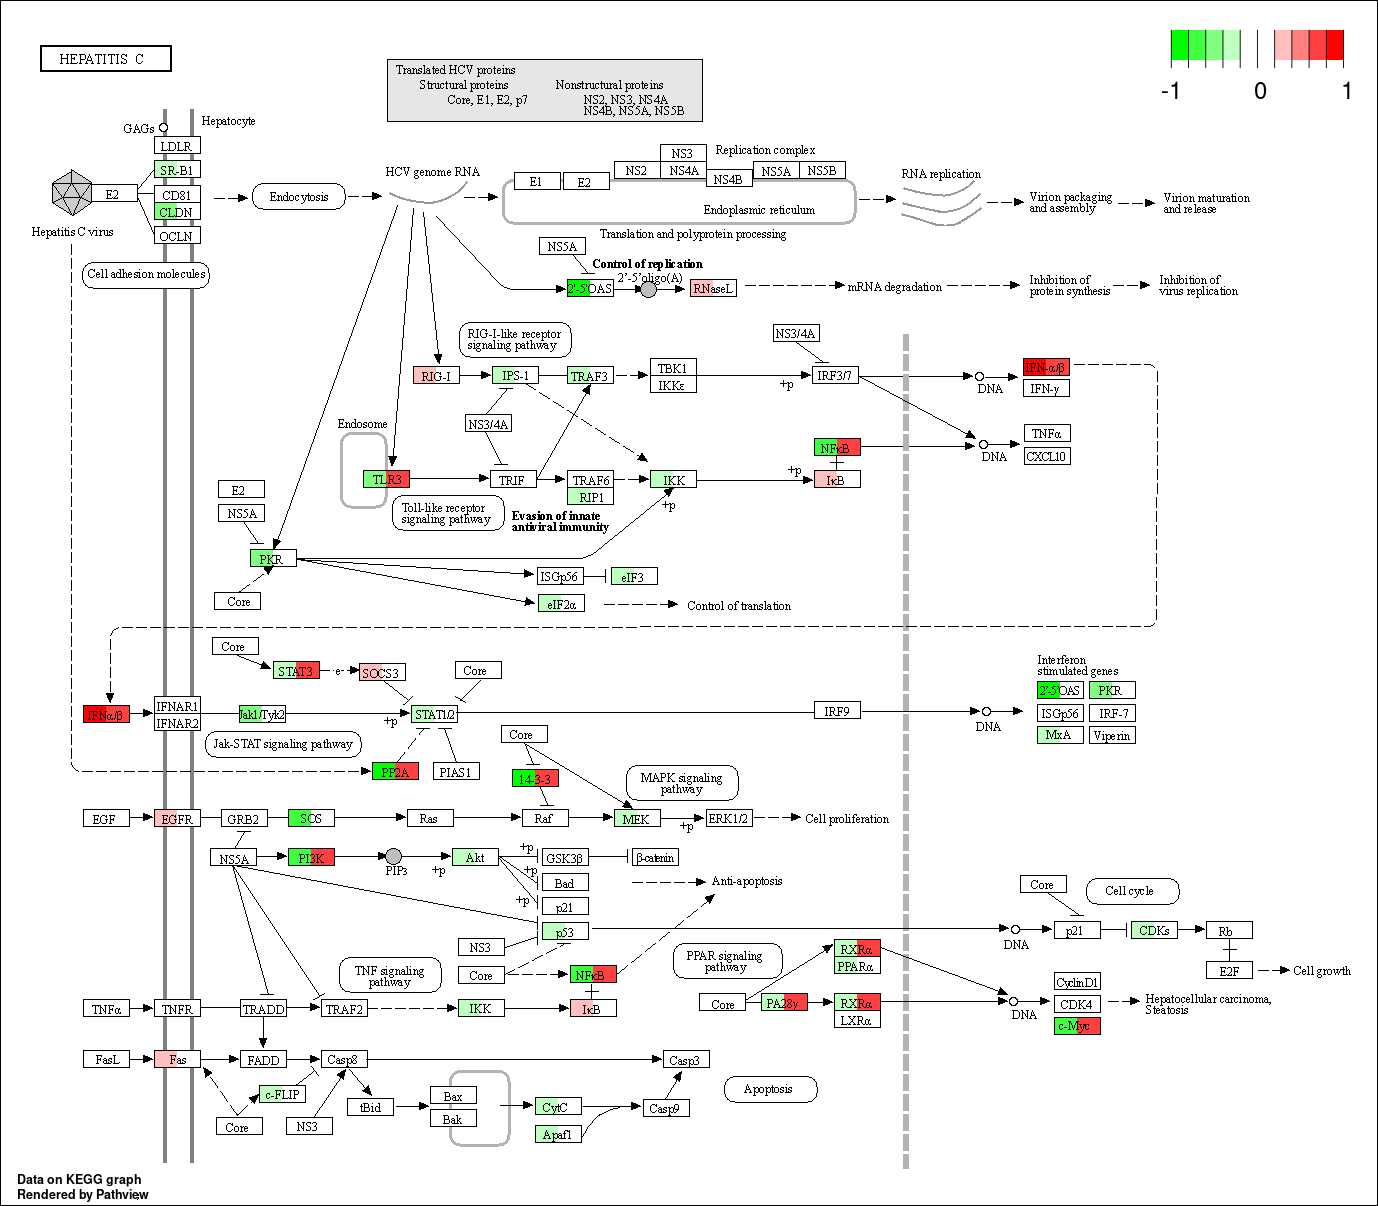 HEPATITIS C
-1
0
1
Translated HCV proteins
Structural proteins
Nonstructural proteins
Core, E1, E2, p7
NS2, NS3, NS4A
NS4B, NS5A, NS5B
GAGs
Hepatocyte
LDLR
SR-B1
E2
CD81
CLDN
OCLN
Hepatitis C virus
Cell adhesion molecules
Endocytosis
HCV genome RNA
NS3
Replication complex
NS2
NS4A
NS5A
NS5B
E1
E2
NS4B
Endoplasmic reticulum
Translation and polyprotein processing
RNA replication
Virion packaging
and assembly
Virion maturation
and release
NS5A
Control of replication
2'-5'oligo(A)
2'-5'OAS
RNaseL
mRNA degradation
Inhibition of
protein synthesis
Inhibition of
virus replication
RIG-I-like receptor
signaling pathway
NS3/4A
RIG-I
IPS-1
TRAF3
TBK1
IKKε
+p
IRF3/7
DNA
IFN-α/β
IFN-γ
Endosome
NS3/4A
NFκB
DNA
TNFα
CXCL10
TLR3
TRIF
TRAF6
RIP1
IKK
+p
+p
IκB
Toll-like receptor
signaling pathway
Evasion of innate
antiviral immunity
E2
NS5A
PKR
Core
ISGp56
eIF3
eIF2α
Control of translation
Core
STAT3
e
SOCS3
Core
Interferon
stimulated genes
2'-5'OAS
PKR
ISGp56
IRF-7
MxA
Viperin
IFNα/β
IFNAR1
IFNAR2
Jak1/Tyk2
+p
STAT1/2
IRF9
DNA
Jak-STAT signaling pathway
PP2A
PIAS1
Core
14-3-3
MAPK signaling
pathway
EGF
EGFR
GRB2
SOS
Ras
Raf
MEK
+p
ERK1/2
Cell proliferation
NS5A
PI3K
PIP3
+p
Akt
+p
GSK3β
β-catenin
+p
Bad
Anti-apoptosis
+p
p21
p53
NS3
Core
NFκB
TNF signaling
pathway
PPAR signaling
pathway
RXRα
PPARα
Core
PA28γ
RXRα
LXRα
DNA
CyclinD1
CDK4
c-Myc
Hepatocellular carcinoma,
Steatosis
Core
Cell cycle
DNA
p21
CDKs
Rb
E2F
Cell growth
TNFα
TNFR
TRADD
TRAF2
IKK
IκB
FasL
Fas
FADD
Casp8
Casp3
c-FLIP
Core
NS3
tBid
Bax
Bak
CytC
Apaf1
Casp9
Apoptosis
Data on KEGG graph
Rendered by Pathview